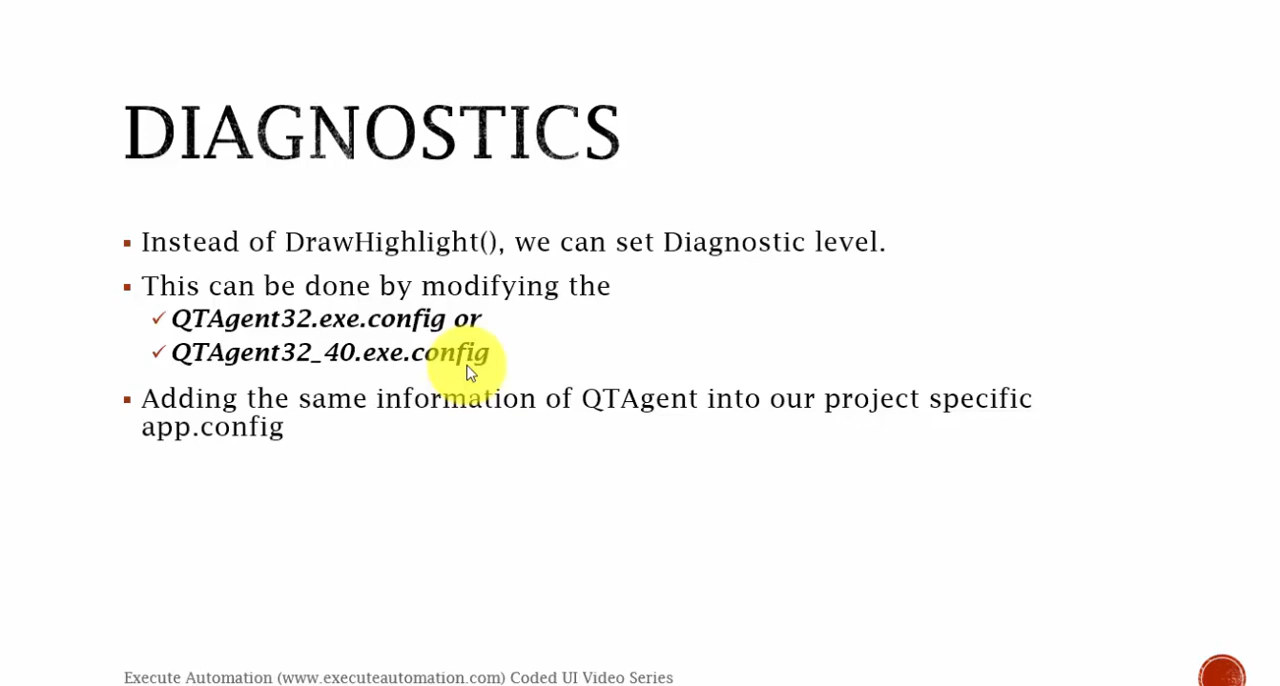 DIAGNOSTICS
Instead of DrawHighlight(), we can set Diagnostic level.
This can be done by modifying the
QTAgent32.exe.config or
QTAgent32_40.exe.config
Adding the same information of QTAgent into our project specific
app.config
Execute Automation (www.executeautomation.com) Coded UI Video Series